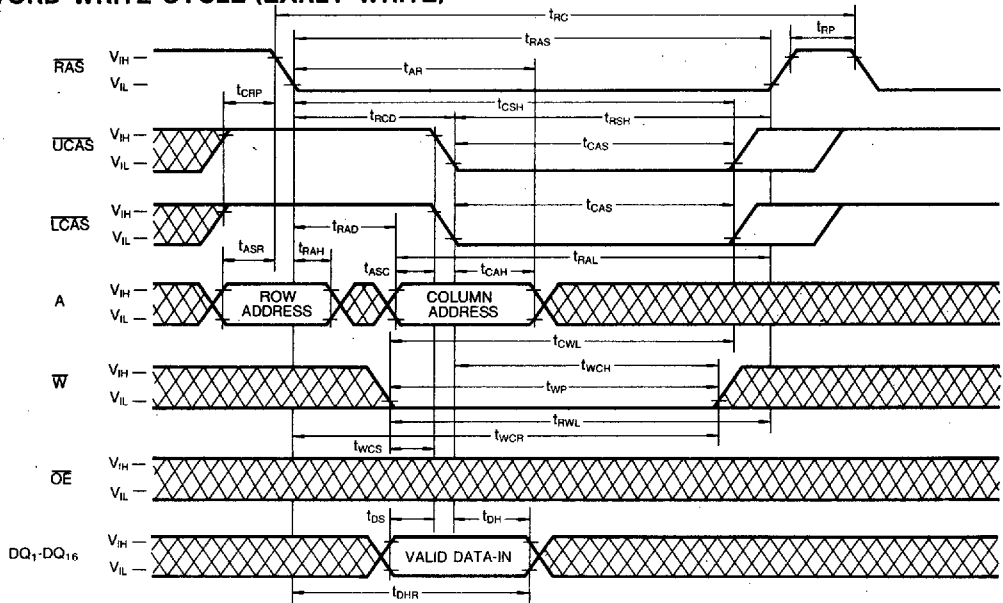 WORD WRITE CYCLE (EARLY WRITE)
tRC
tRP
tRAS
RAS
VIH
VIL
tAR
tCRP
tCSH
tRCD
tRSH
UCAS
VIH
VIL
tCAS
LCAS
VIH
VIL
tCAS
tRAD
tASR
tRAH
tASC
tCAH
tRAL
A
VIH
VIL
ROW ADDRESS
COLUMN ADDRESS
tCWL
W
VIH
VIL
tWCH
tWP
tRWL
tWCR
tWCS
OE
VIH
VIL
tDS
tDH
DQ1-DQ16
VIH
VIL
VALID DATA-IN
tDHR